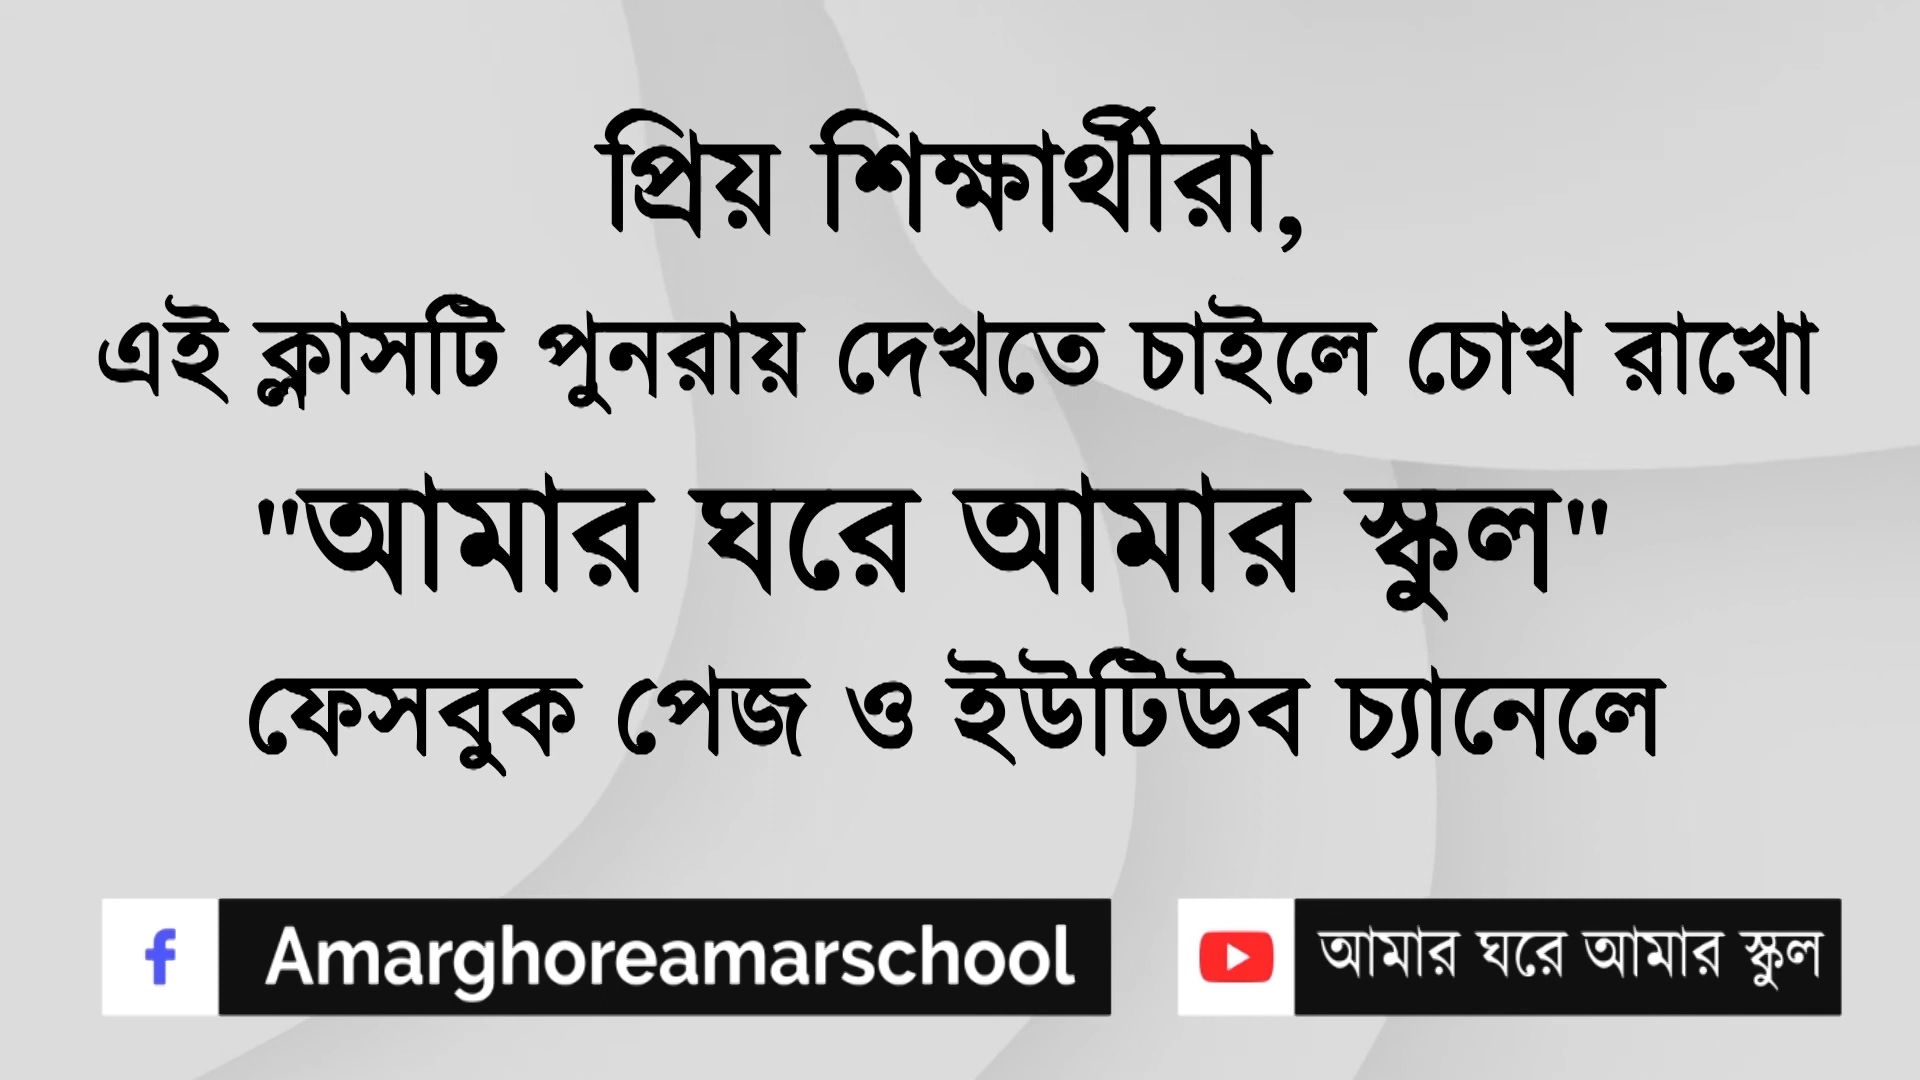 প্রিয় শিক্ষার্থীরা,
এই ক্লাসটি পুনরায় দেখতে চাইলে চোখ রাখো
"আমার ঘরে আমার স্কুল"
ফেসবুক পেজ ও ইউটিউব চ্যানেলে
Amarghoreamarschool
আমার ঘরে আমার স্কুল